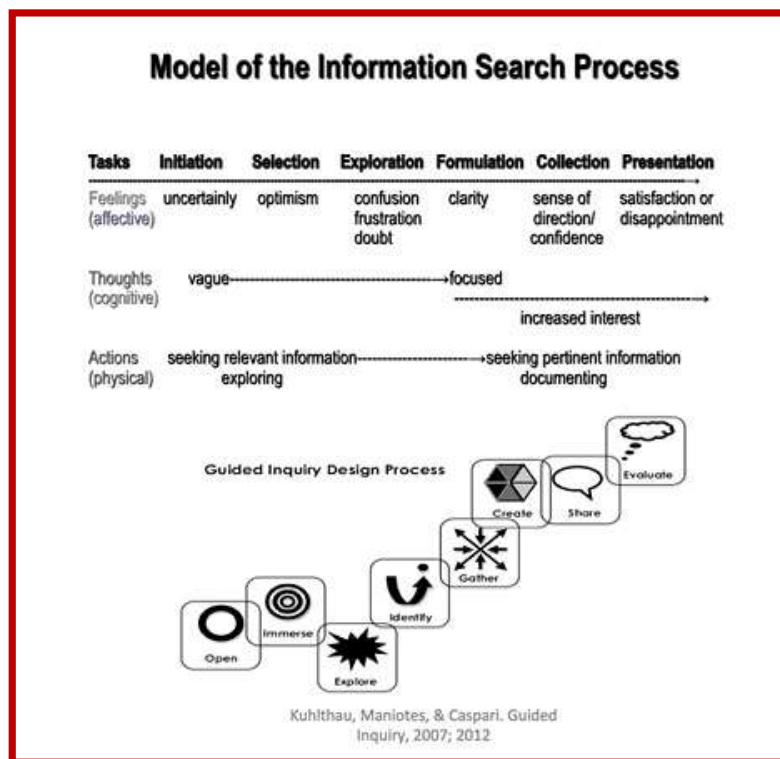 Model of the Information Search Process
Tasks Initiation Selection Exploration Formulation Collection Presentation
Feelings uncertainly optimism confusion clarity sense of satisfaction or
(affective) frustration direction/ disappointment
doubt confidence
Thoughts vague focused
(cognitive)
increased interest
Actions seeking relevant information seeking pertinent information
(physical) exploring documenting
Guided Inquiry Design Process
Evaluate
Create Share
Gather
Identify
Immerse
Open
Explore
Kuhlthau, Maniotes, & Caspari. Guided
Inquiry, 2007; 2012